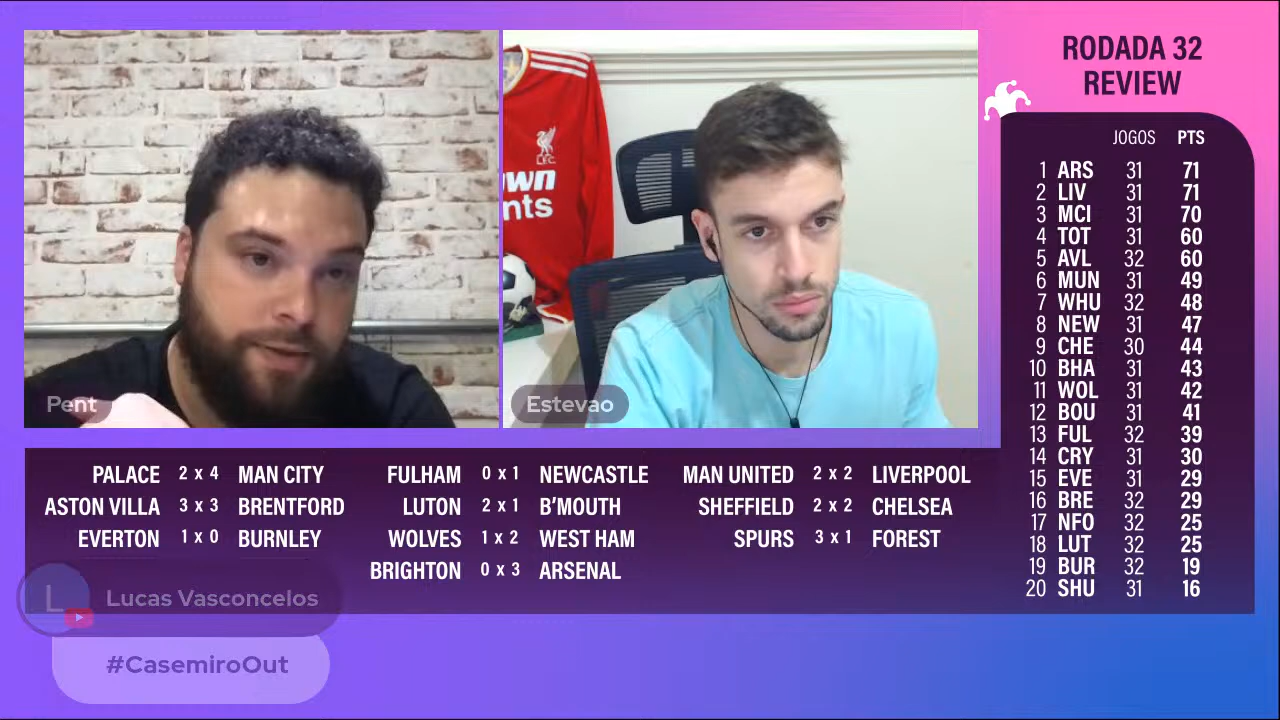 RODADA 32
REVIEW
L.F.C.
wn
nts
Pent
Estevao
JOGOS PTS
1 ARS 31 71
2 LIV 31 71
3 MCI 31 70
4 TOT 31 60
5 AVL 32 60
6 MUN 31 49
7 WHU 32 48
8 NEW 31 47
9 CHE 30 44
10 BHA 31 43
11 WOL 31 42
12 BOU 31 41
13 FUL 32 39
14 CRY 31 30
15 EVE 31 29
16 BRE 32 29
17 NFO 32 25
18 LUT 32 25
19 BUR 32 19
20 SHU 31 16
PALACE 2 x 4 MAN CITY
ASTON VILLA 3 x 3 BRENTFORD
EVERTON 1 x 0 BURNLEY
FULHAM 0 x 1 NEWCASTLE
LUTON 2 x 1 B'MOUTH
WOLVES 1 x 2 WEST HAM
BRIGHTON 0 x 3 ARSENAL
MAN UNITED 2 x 2 LIVERPOOL
SHEFFIELD 2 x 2 CHELSEA
SPURS 3 x 1 FOREST
L
Lucas Vasconcelos
#CasemiroOut